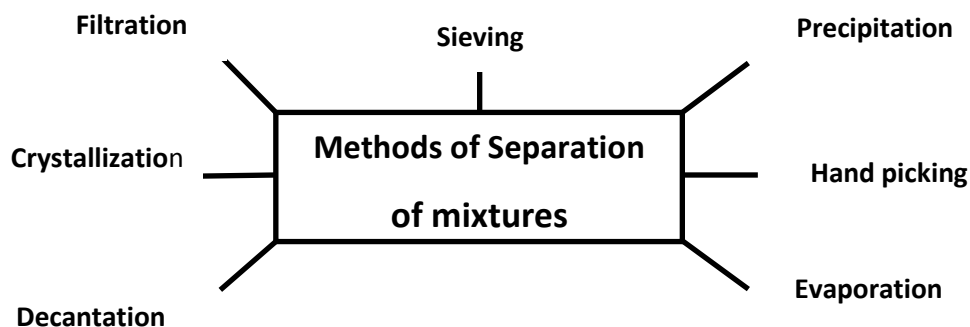 Filtration
Sieving
Precipitation
Crystallization
Methods of Separation
of mixtures
Hand picking
Decantation
Evaporation